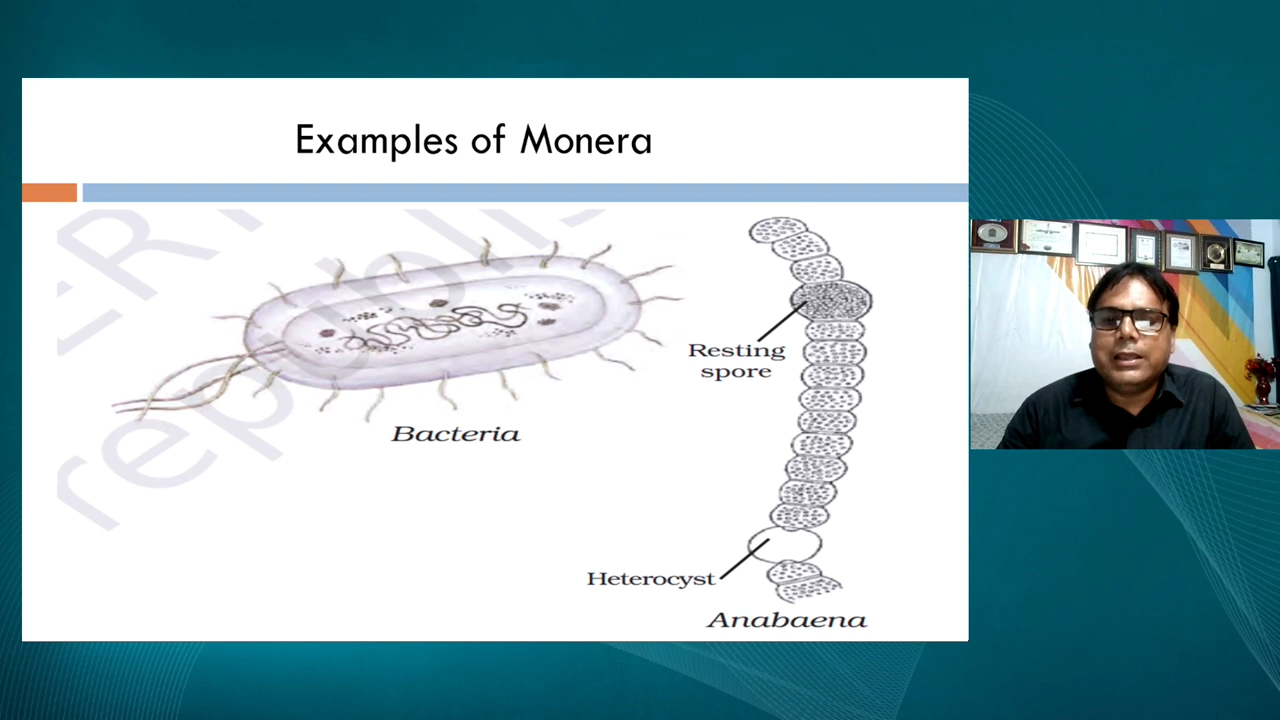 Examples of Monera
Resting
spore
Bacteria
Heterocyst
Anabaena